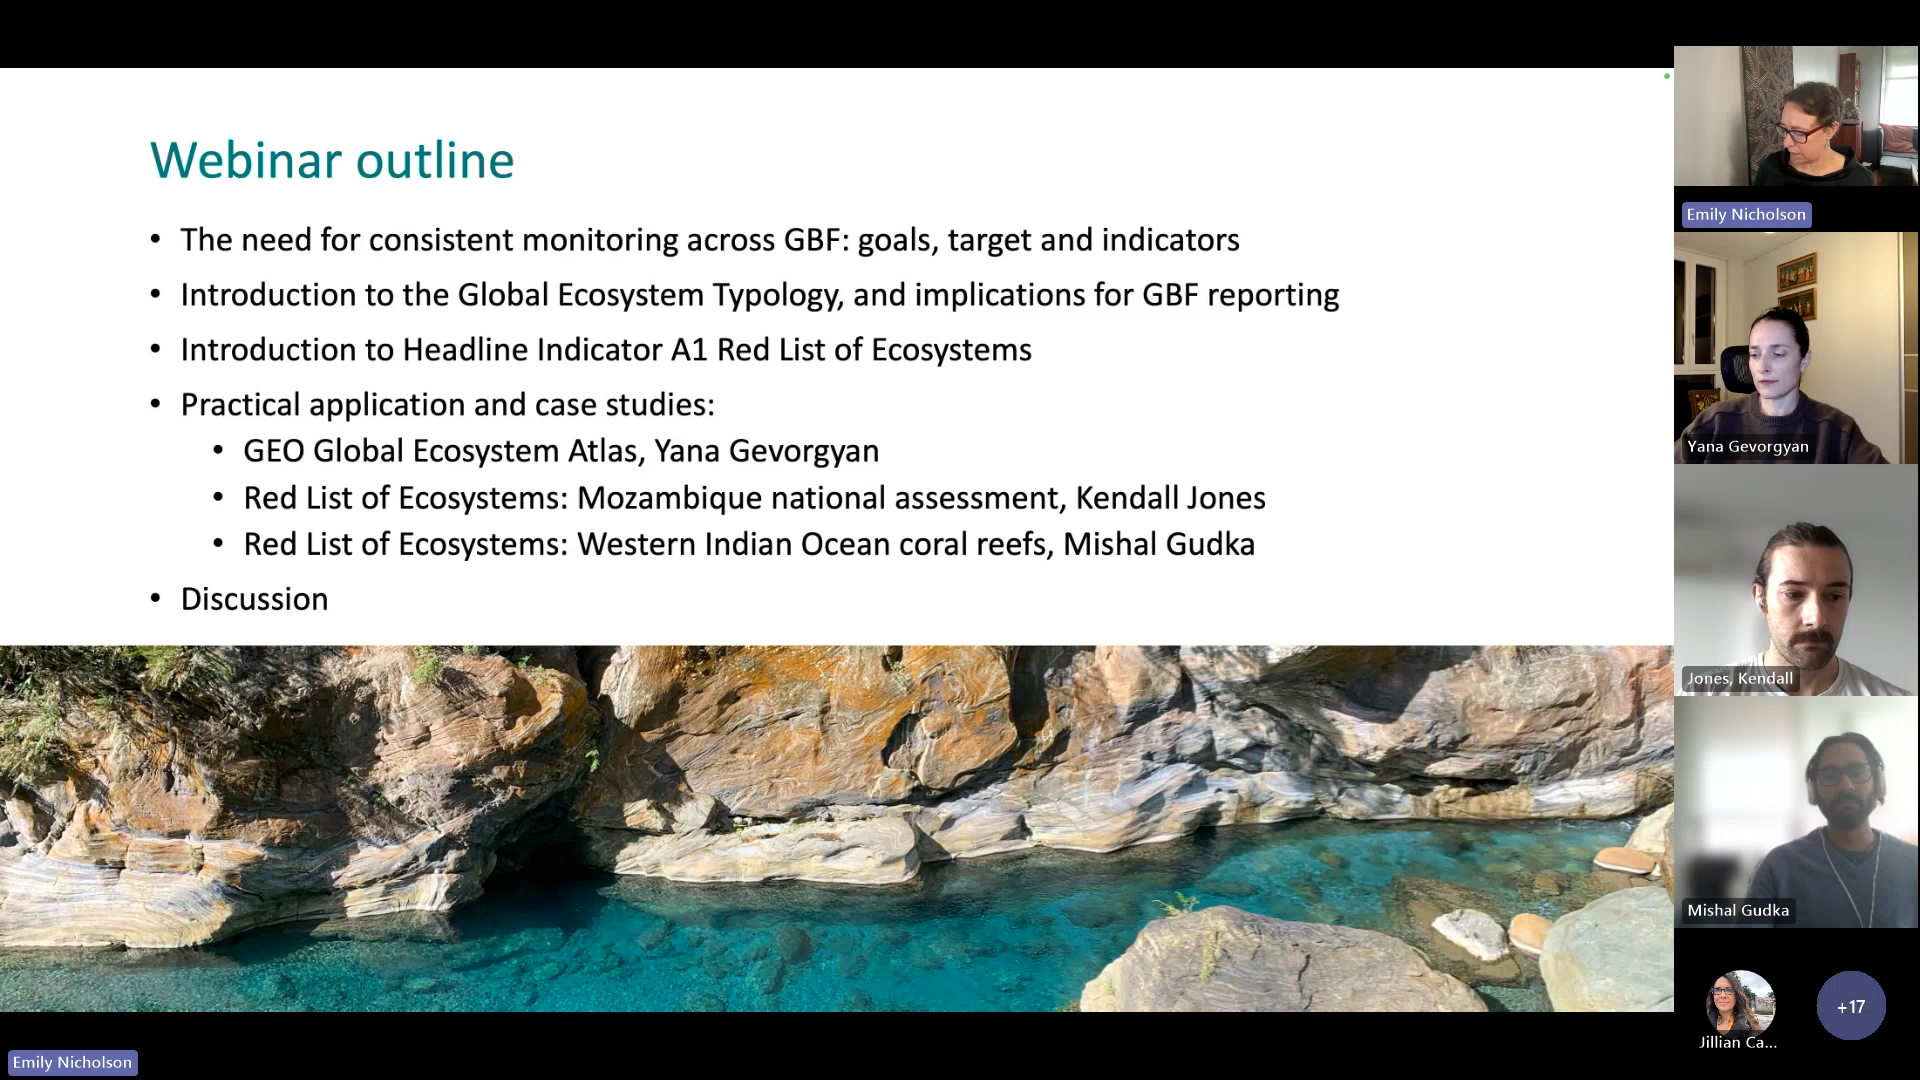 Webinar outline
• The need for consistent monitoring across GBF: goals, target and indicators
• Introduction to the Global Ecosystem Typology, and implications for GBF reporting
• Introduction to Headline Indicator A1 Red List of Ecosystems
• Practical application and case studies:
• GEO Global Ecosystem Atlas, Yana Gevorgyan
• Red List of Ecosystems: Mozambique national assessment, Kendall Jones
• Red List of Ecosystems: Western Indian Ocean coral reefs, Mishal Gudka
• Discussion
Emily Nicholson
Yana Gevorgyan
Jones, Kendall
Mishal Gudka
Jillian Ca...
+17
Emily Nicholson